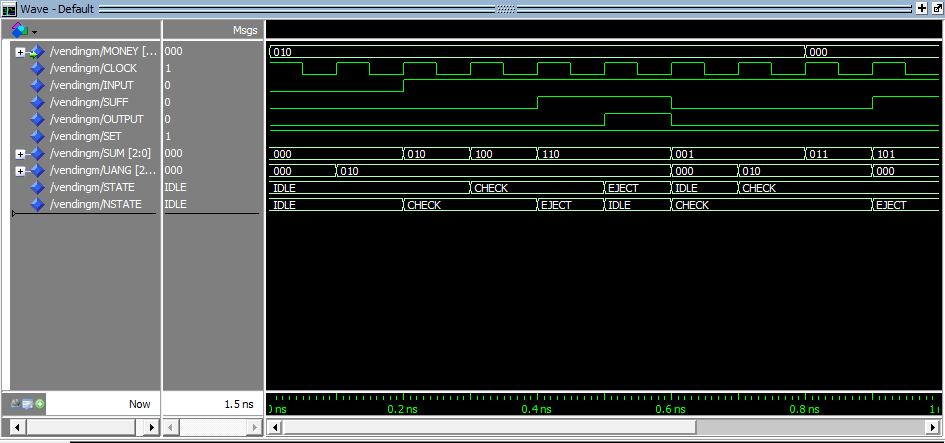 Wave - Default
Msgs
/vendingm/MONEY [... 000 010 000
/vendingm/CLOCK 1
/vendingm/INPUT 0
/vendingm/SUFF 0
/vendingm/OUTPUT 0
/vendingm/SET 1
/vendingm/SUM [2:0] 000 000 010 100 110 001 011 101
/vendingm/UANG [2... 000 000 010 000 010 000
/vendingm/STATE IDLE IDLE CHECK EJECT IDLE CHECK
/vendingm/NSTATE IDLE IDLE CHECK EJECT IDLE CHECK EJECT
Now 1.5 ns
ns 0.2 ns 0.4 ns 0.6 ns 0.8 ns 1